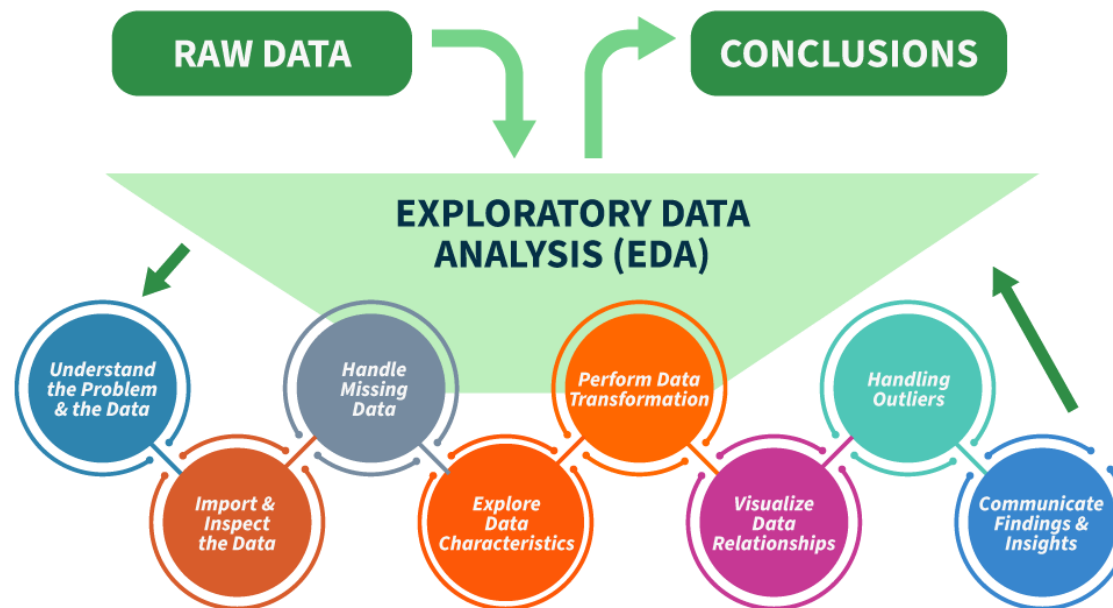 RAW DATA
CONCLUSIONS
EXPLORATORY DATA
ANALYSIS (EDA)
Understand
the Problem
& the Data
Import &
Inspect
the Data
Handle
Missing
Data
Explore
Data
Characteristics
Perform Data
Transformation
Visualize
Data
Relationships
Handling
Outliers
Communicate
Findings &
Insights